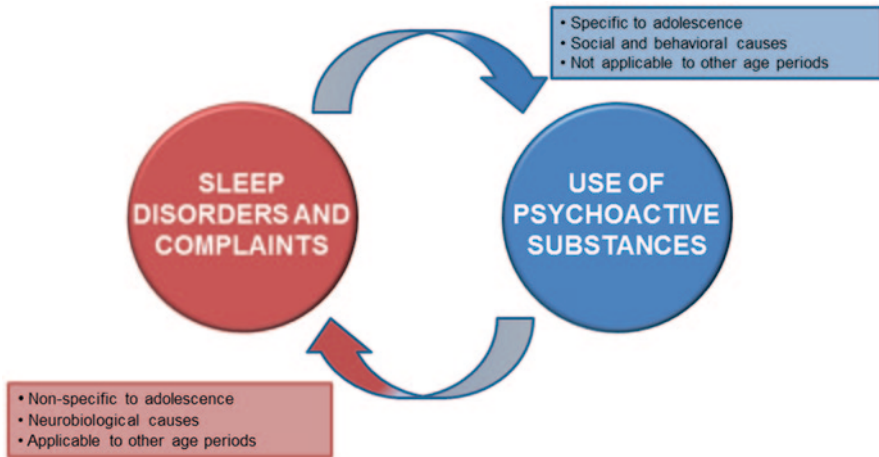 • Specific to adolescence
• Social and behavioral causes
• Not applicable to other age periods
SLEEP
DISORDERS AND
COMPLAINTS
USE OF
PSYCHOACTIVE
SUBSTANCES
• Non-specific to adolescence
• Neurobiological causes
• Applicable to other age periods